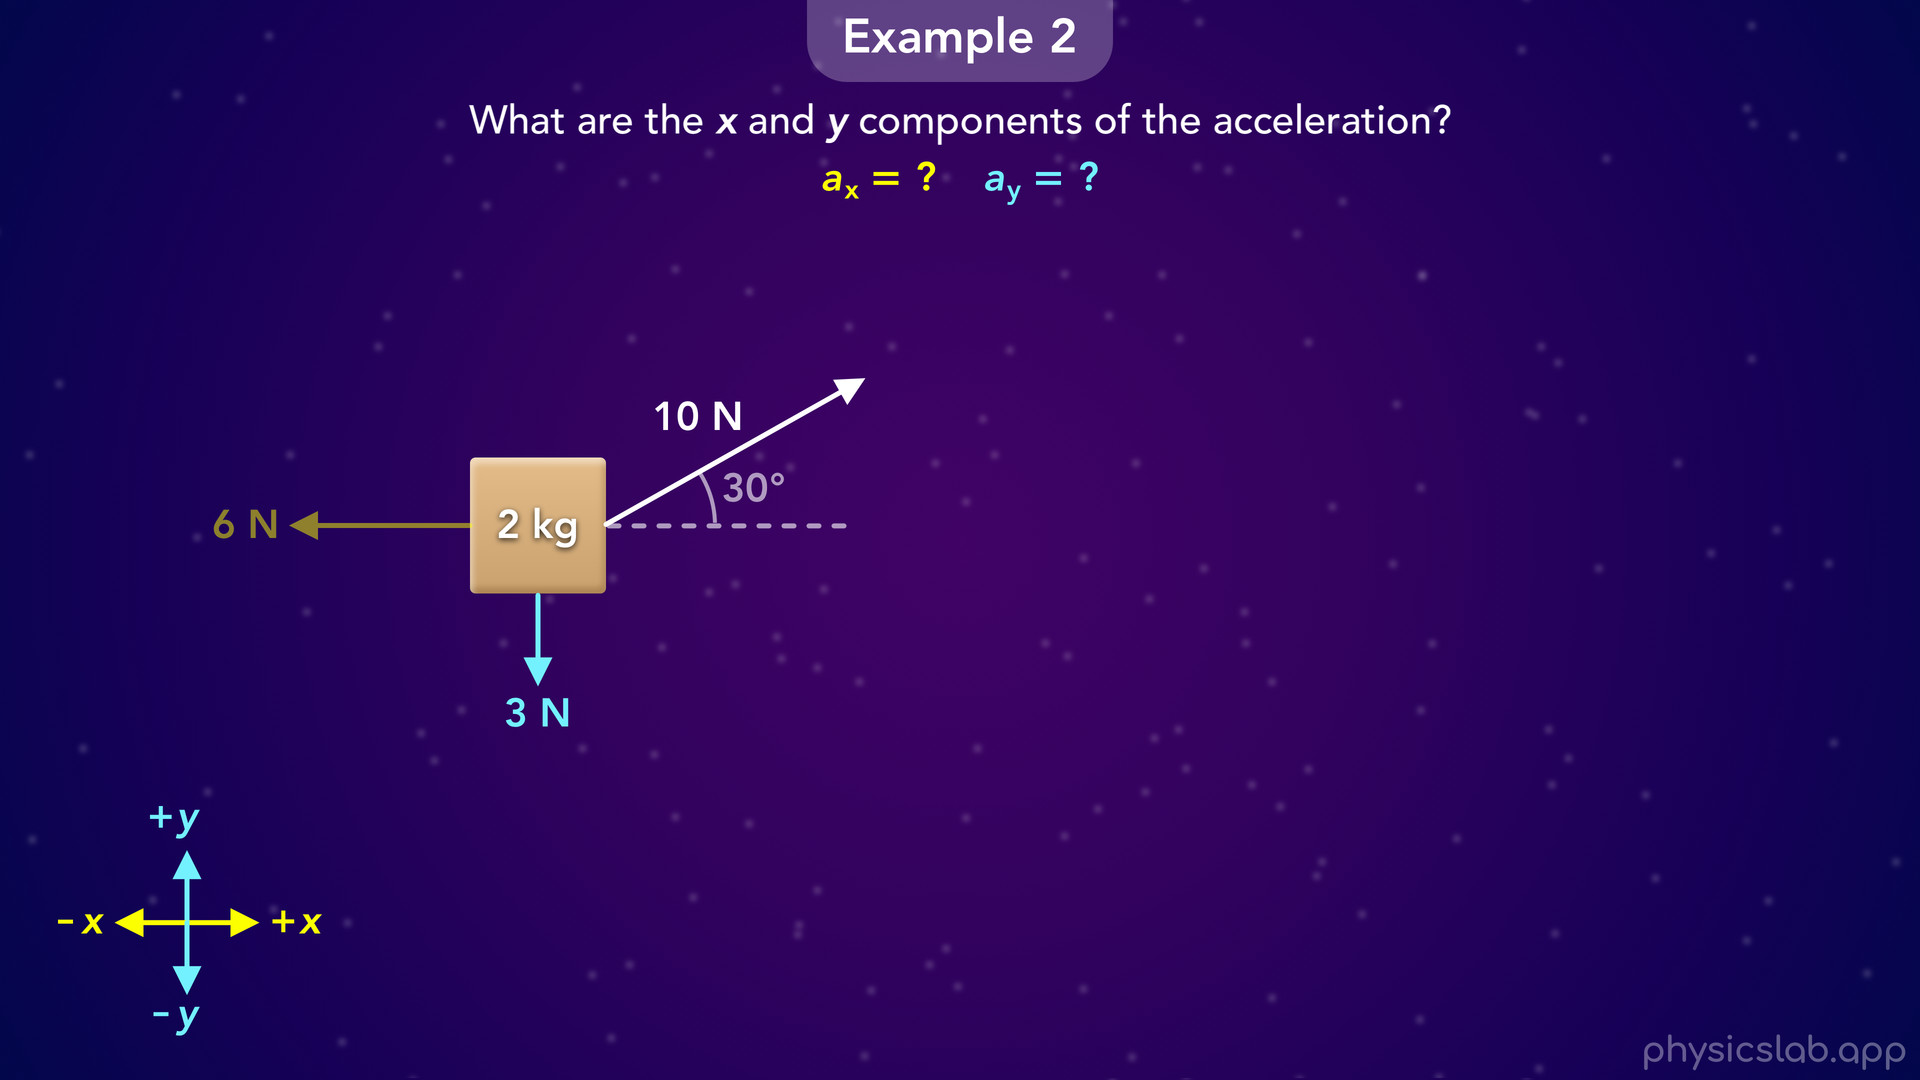 Example 2
What are the x and y components of the acceleration?
aₓ = ? a_y = ?
10 N
30°
6 N
2 kg
3 N
+y
-x +x
-y
physicslab.app